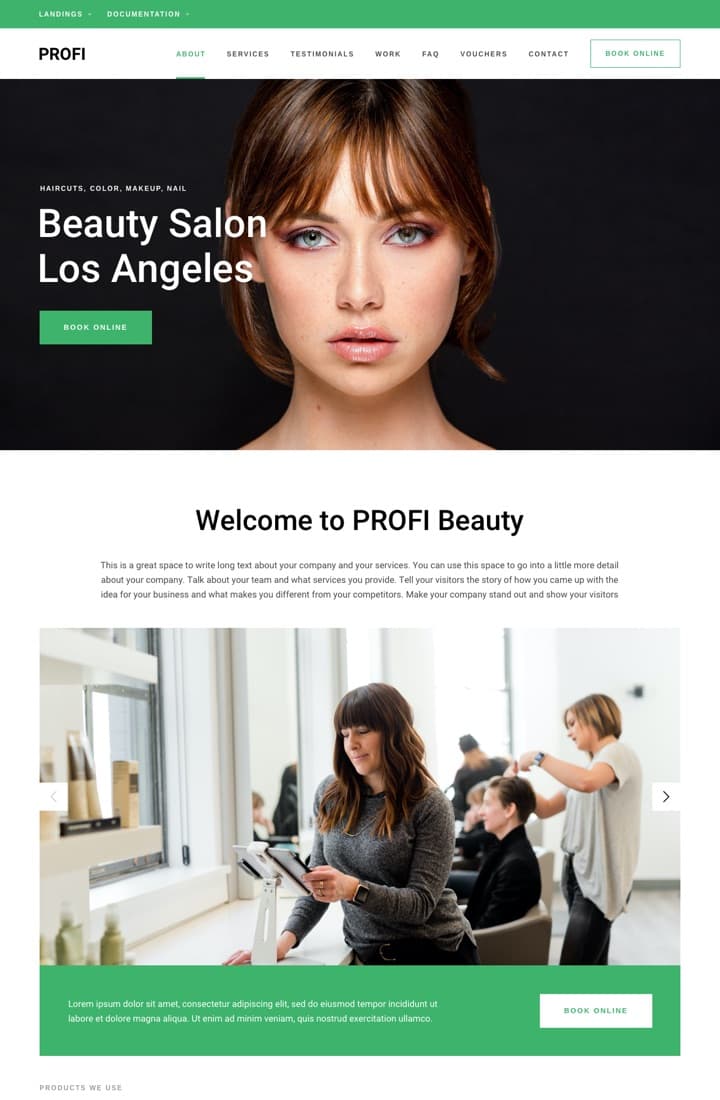 LANDINGS DOCUMENTATION
PROFI ABOUT SERVICES TESTIMONIALS WORK FAQ VOUCHERS CONTACT BOOK ONLINE
HAIRCUTS, COLOR, MAKEUP, NAIL
Beauty Salon
Los Angeles
BOOK ONLINE
Welcome to PROFI Beauty
This is a great space to write long text about your company and your services. You can use this space to go into a little more detail
about your company. Talk about your team and what services you provide. Tell your visitors the story of how you came up with the
idea for your business and what makes you different from your competitors. Make your company stand out and show your visitors
Lorem ipsum dolor sit amet, consectetur adipiscing elit, sed do eiusmod tempor incididunt ut
labore et dolore magna aliqua. Ut enim ad minim veniam, quis nostrud exercitation ullamco.
BOOK ONLINE
PRODUCTS WE USE